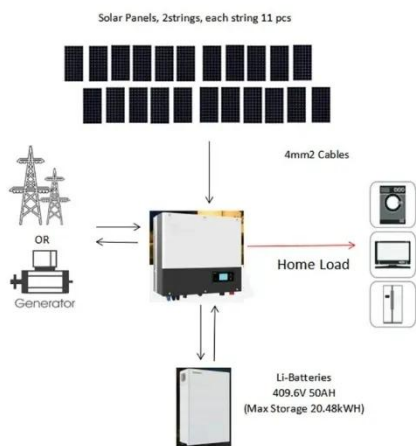 Solar Panels, 2strings, each string 11 pcs
4mm2 Cables
OR
Home Load
Generator
Li-Batteries
409.6V 50AH
(Max Storage 20.48kWH)